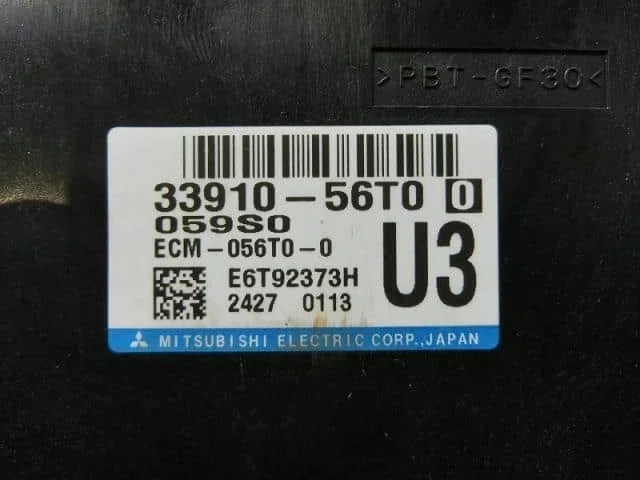 >PBT-GF30<
33910-56T0 0
059S0
ECM-056T0-0
U3
E6T92373H
2427 0113
MITSUBISHI ELECTRIC CORP.,JAPAN